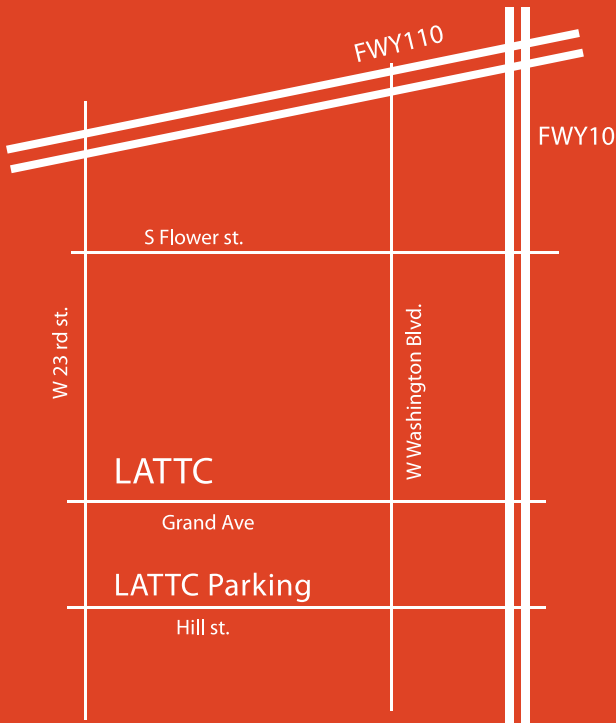 FWY110
FWY10
S Flower st.
W 23 rd st.
W Washington Blvd.
LATTC
Grand Ave
LATTC Parking
Hill st.